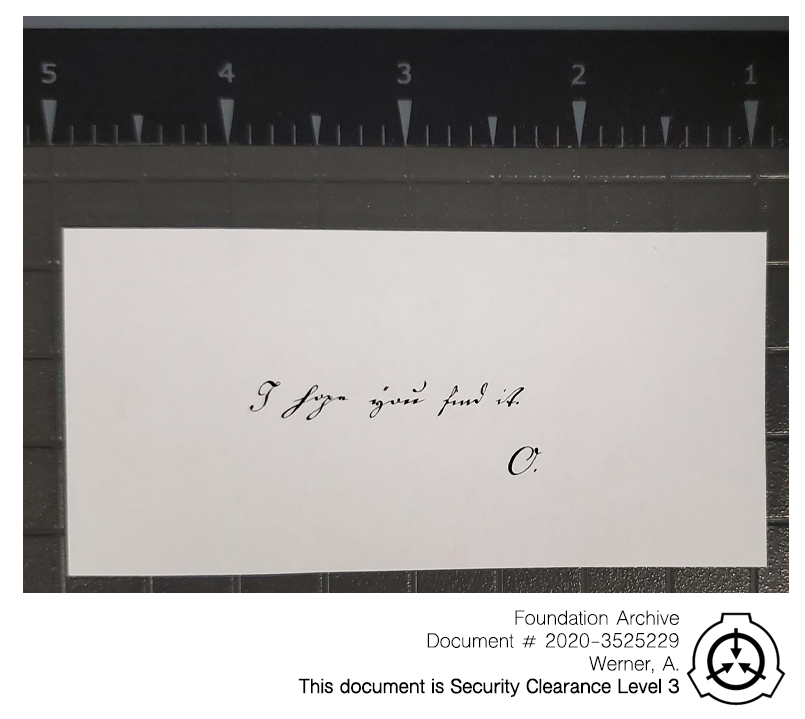 5 4 3 2 1
I hope you find it.
O.
Foundation Archive
Document # 2020-3525229
Werner, A.
This document is Security Clearance Level 3